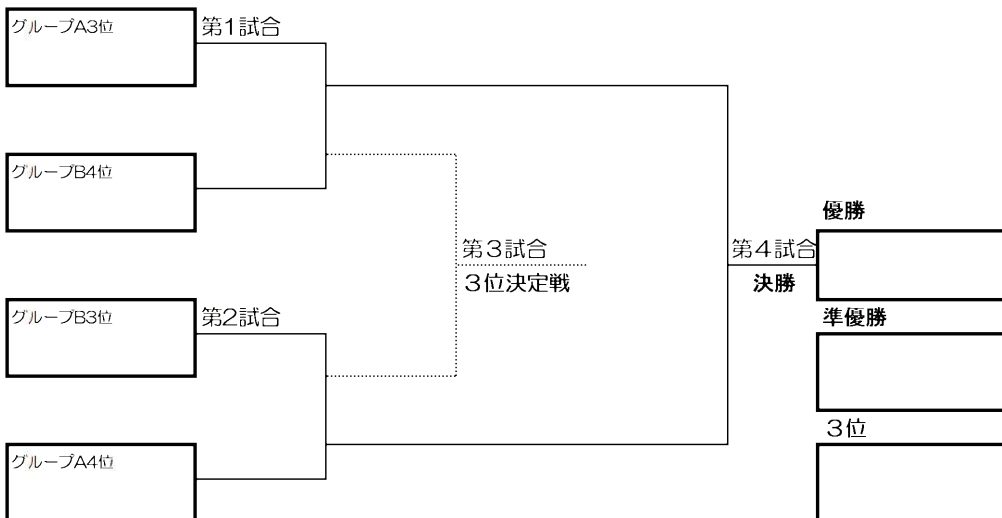 グループA3位
第1試合
グループB4位
優勝
第3試合
第4試合
3位決定戦
決勝
グループB3位
第2試合
準優勝
3位
グループA4位